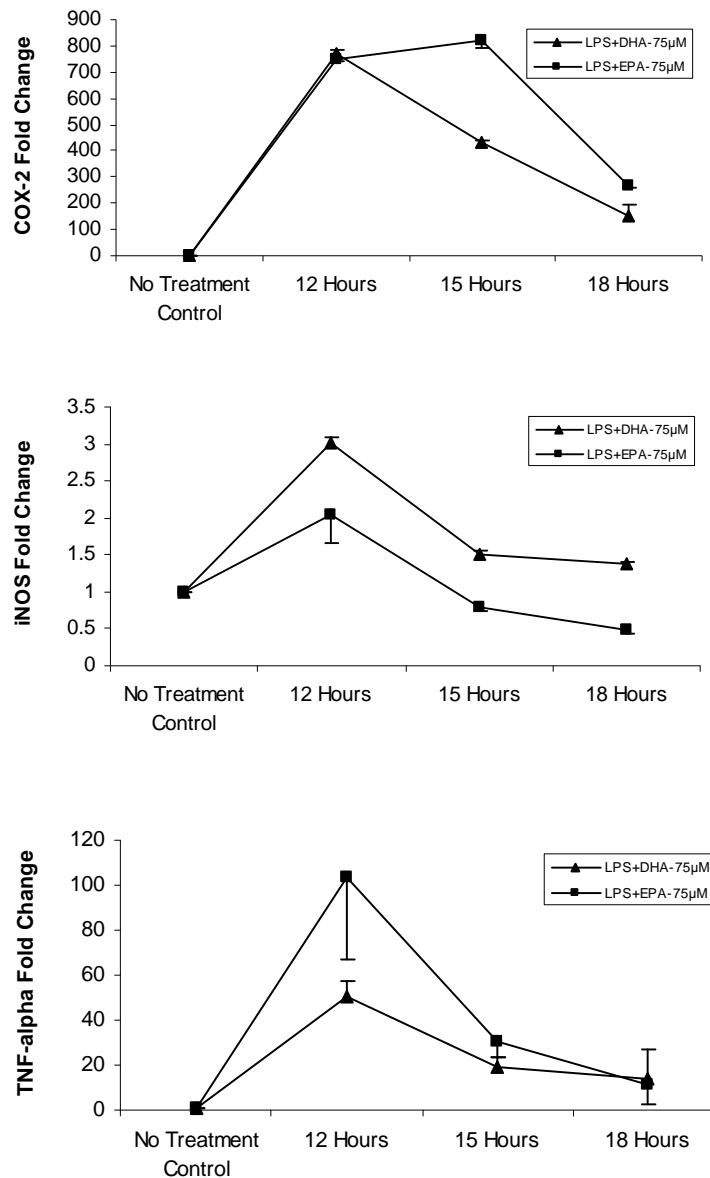 COX-2 Fold Change
900
800
700
600
500
400
300
200
100
0
LPS+DHA-75µM
LPS+EPA-75µM
No Treatment
Control
12 Hours
15 Hours
18 Hours
iNOS Fold Change
3.5
3
2.5
2
1.5
1
0.5
0
LPS+DHA-75µM
LPS+EPA-75µM
No Treatment
Control
12 Hours
15 Hours
18 Hours
TNF-alpha Fold Change
120
100
80
60
40
20
0
LPS+DHA-75µM
LPS+EPA-75µM
No Treatment
Control
12 Hours
15 Hours
18 Hours